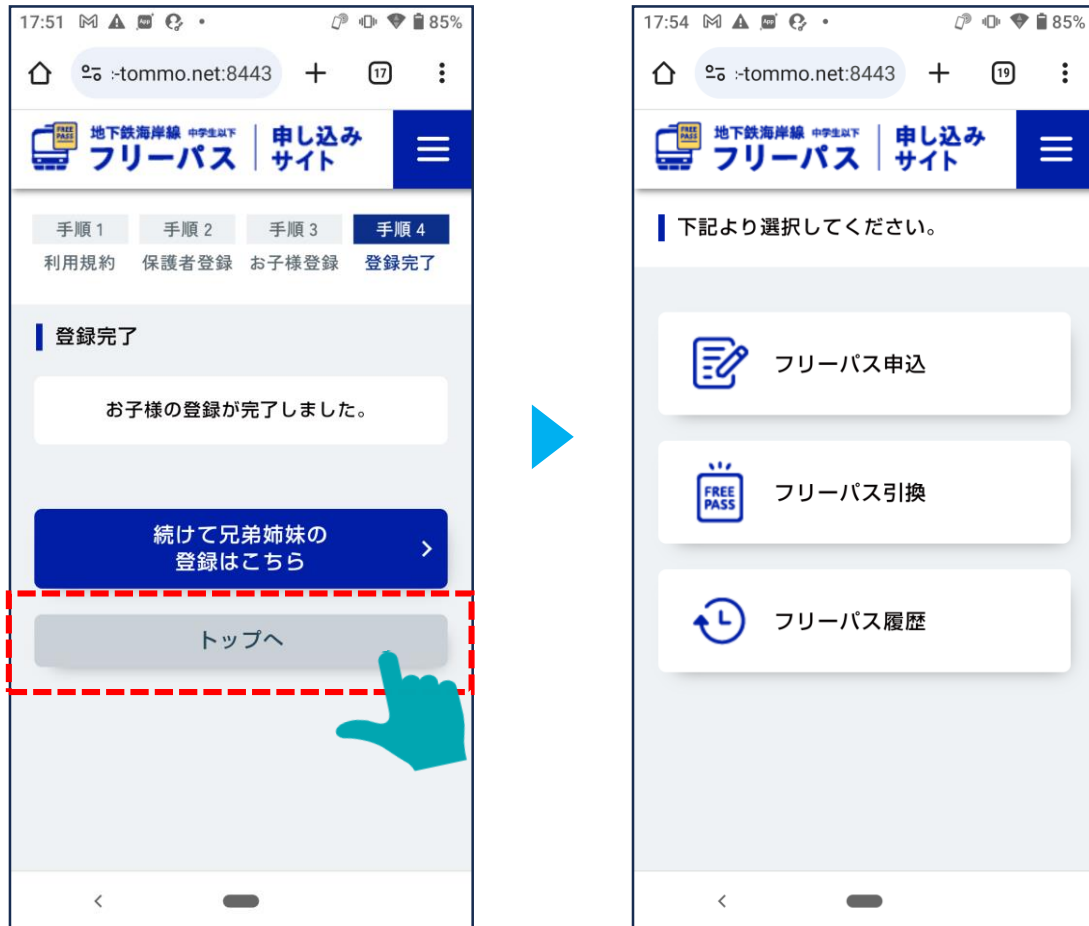 17:51
85%
:-tommo.net:8443
17
FREE PASS
地下鉄海岸線 中学生以下
フリーパス
申し込み
サイト
手順1 手順2 手順3 手順4
利用規約 保護者登録 お子様登録 登録完了
登録完了
お子様の登録が完了しました。
続けて兄弟姉妹の
登録はこちら
トップへ
17:54
85%
:-tommo.net:8443
19
FREE PASS
地下鉄海岸線 中学生以下
フリーパス
申し込み
サイト
下記より選択してください。
フリーパス申込
FREE
PASS
フリーパス引換
フリーパス履歴